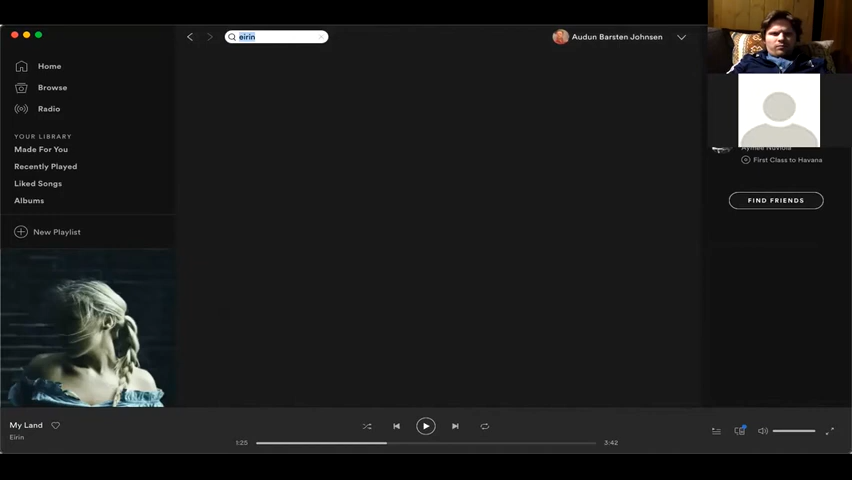 eirin
Audun Barsten Johnsen
Home
Browse
Radio
YOUR LIBRARY
Made For You
Recently Played
Liked Songs
Albums
New Playlist
First Class to Havana
FIND FRIENDS
My Land
Eirin
1:25
3:42